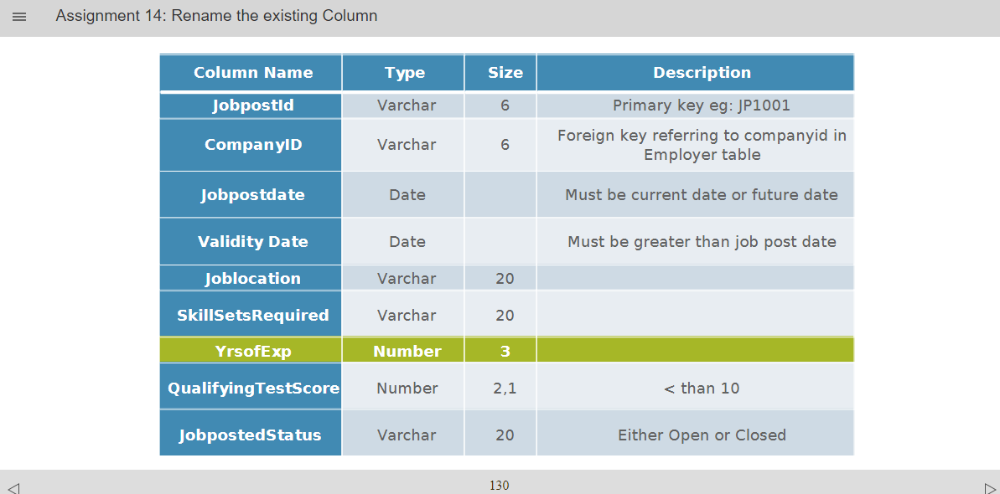 Assignment 14: Rename the existing Column
Column Name Type Size Description
JobpostId Varchar 6 Primary key eg: JP1001
CompanyID Varchar 6 Foreign key referring to companyid in
Employer table
Jobpostdate Date Must be current date or future date
Validity Date Date Must be greater than job post date
Joblocation Varchar 20
SkillSetsRequired Varchar 20
YrsofExp Number 3
QualifyingTestScore Number 2,1 < than 10
JobpostedStatus Varchar 20 Either Open or Closed
130